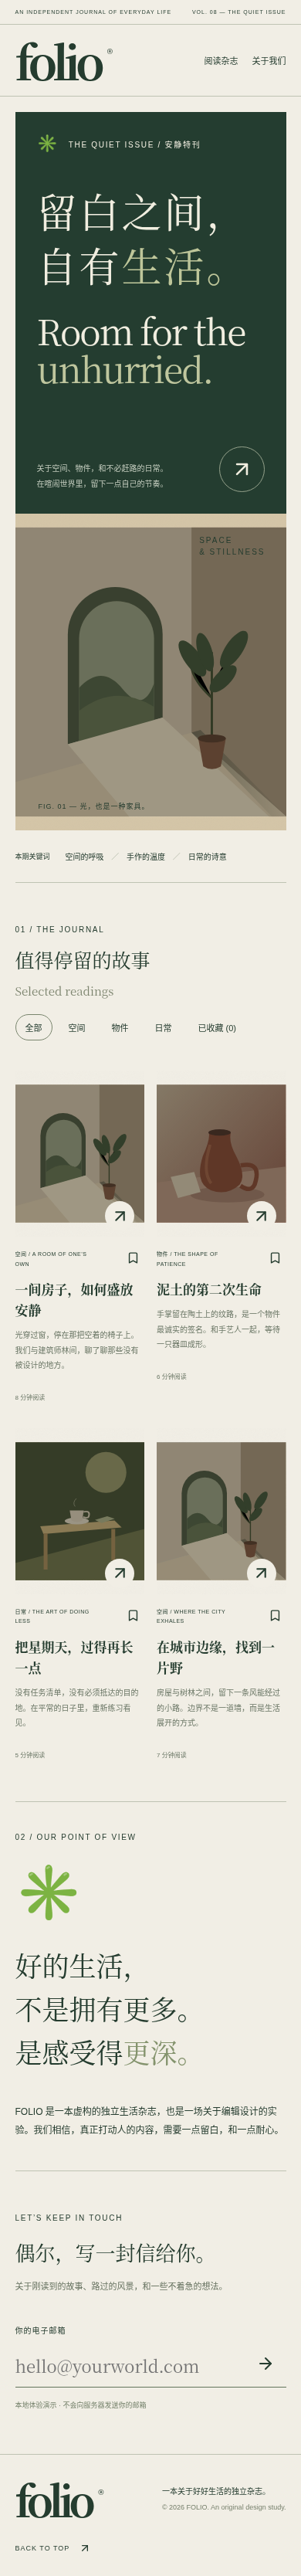 AN INDEPENDENT JOURNAL OF EVERYDAY LIFE
VOL. 08 — THE QUIET ISSUE
folio®
阅读杂志 关于我们
THE QUIET ISSUE / 安静特刊
留白之间，
自有生活。
Room for the
unhurried.
关于空间、物件，和不必赶路的日常。
在喧闹世界里，留下一点自己的节奏。
SPACE
& STILLNESS
FIG. 01 — 光，也是一种家具。
本期关键词 空间的呼吸 ／ 手作的温度 ／ 日常的诗意
01 / THE JOURNAL
值得停留的故事
Selected readings
全部 空间 物件 日常 已收藏 (0)
空间 / A ROOM OF ONE'S
OWN
一间房子，如何盛放
安静
光穿过窗，停在那把空着的椅子上。
我们与建筑师林间，聊了聊那些没有
被设计的地方。
8 分钟阅读
物件 / THE SHAPE OF
PATIENCE
泥土的第二次生命
手掌留在陶土上的纹路，是一个物件
最诚实的签名。和手艺人一起，等待
一只器皿成形。
6 分钟阅读
日常 / THE ART OF DOING
LESS
把星期天，过得再长
一点
没有任务清单，没有必须抵达的目的
地。在平常的日子里，重新练习看
见。
5 分钟阅读
空间 / WHERE THE CITY
EXHALES
在城市边缘，找到一
片野
房屋与树林之间，留下一条风能经过
的小路。边界不是一道墙，而是生活
展开的方式。
7 分钟阅读
02 / OUR POINT OF VIEW
好的生活，
不是拥有更多。
是感受得更深。
FOLIO 是一本虚构的独立生活杂志，也是一场关于编辑设计的实
验。我们相信，真正打动人的内容，需要一点留白，和一点耐心。
LET'S KEEP IN TOUCH
偶尔，写一封信给你。
关于刚读到的故事、路过的风景，和一些不着急的想法。
你的电子邮箱
hello@yourworld.com
本地体验演示 · 不会向服务器发送你的邮箱
folio®
一本关于好好生活的独立杂志。
© 2026 FOLIO. An original design study.
BACK TO TOP